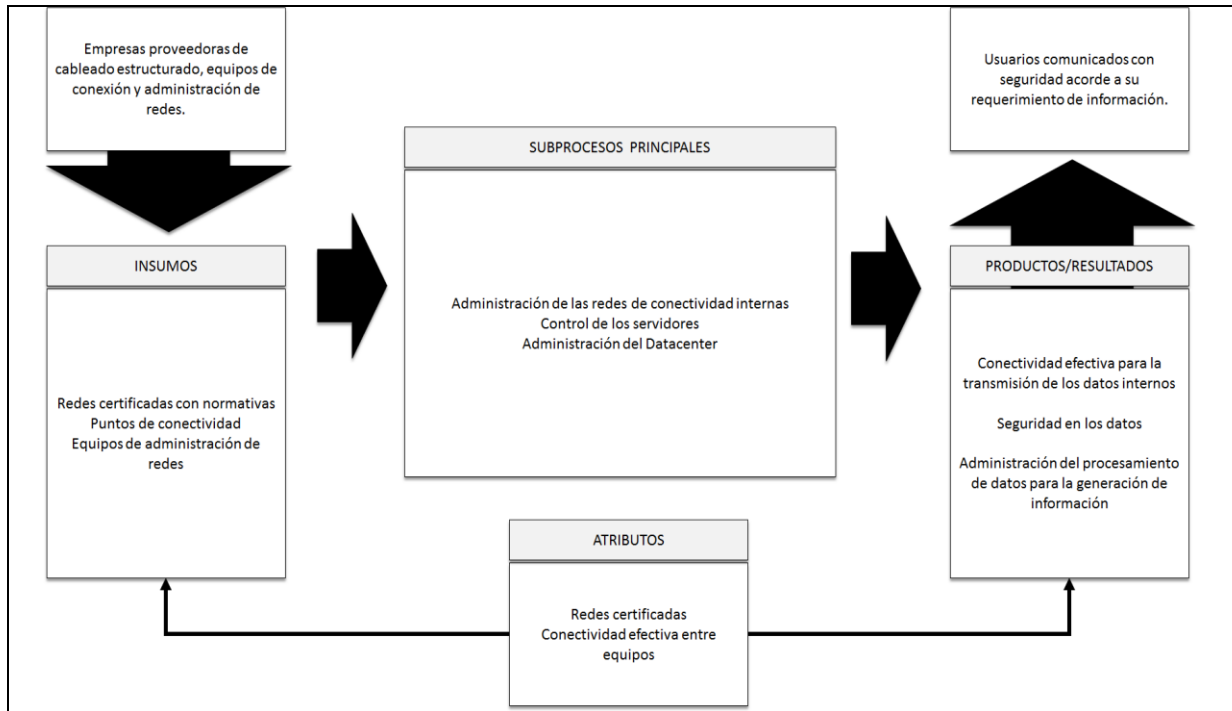 Empresas proveedoras de
cableado estructurado, equipos de
conexión y administración de
redes.
Usuarios comunicados con
seguridad acorde a su
requerimiento de información.
SUBPROCESOS PRINCIPALES
Administración de las redes de conectividad internas
Control de los servidores
Administración del Datacenter
INSUMOS
Redes certificadas con normativas
Puntos de conectividad
Equipos de administración de
redes
PRODUCTOS/RESULTADOS
Conectividad efectiva para la
transmisión de los datos internos
Seguridad en los datos
Administración del procesamiento
de datos para la generación de
información
ATRIBUTOS
Redes certificadas
Conectividad efectiva entre
equipos